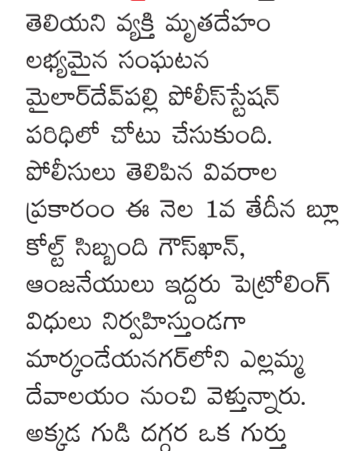 తెలియని వ్యక్తి మృతదేహం
లభ్యమైన సంఘటన
మైలార్‌దేవ్‌పల్లి పోలీస్‌స్టేషన్
పరిధిలో చోటు చేసుకుంది.
పోలీసులు తెలిపిన వివరాల
ప్రకారంం ఈ నెల 1వ తేదీన బ్లూ
కోల్ట్ సిబ్బంది గౌస్‌ఖాన్,
ఆంజనేయులు ఇద్దరు పెట్రోలింగ్
విధులు నిర్వహిస్తుండగా
మార్కండేయనగర్‌లోని ఎల్లమ్మ
దేవాలయం నుంచి వెళ్తున్నారు.
అక్కడ గుడి దగ్గర ఒక గుర్తు